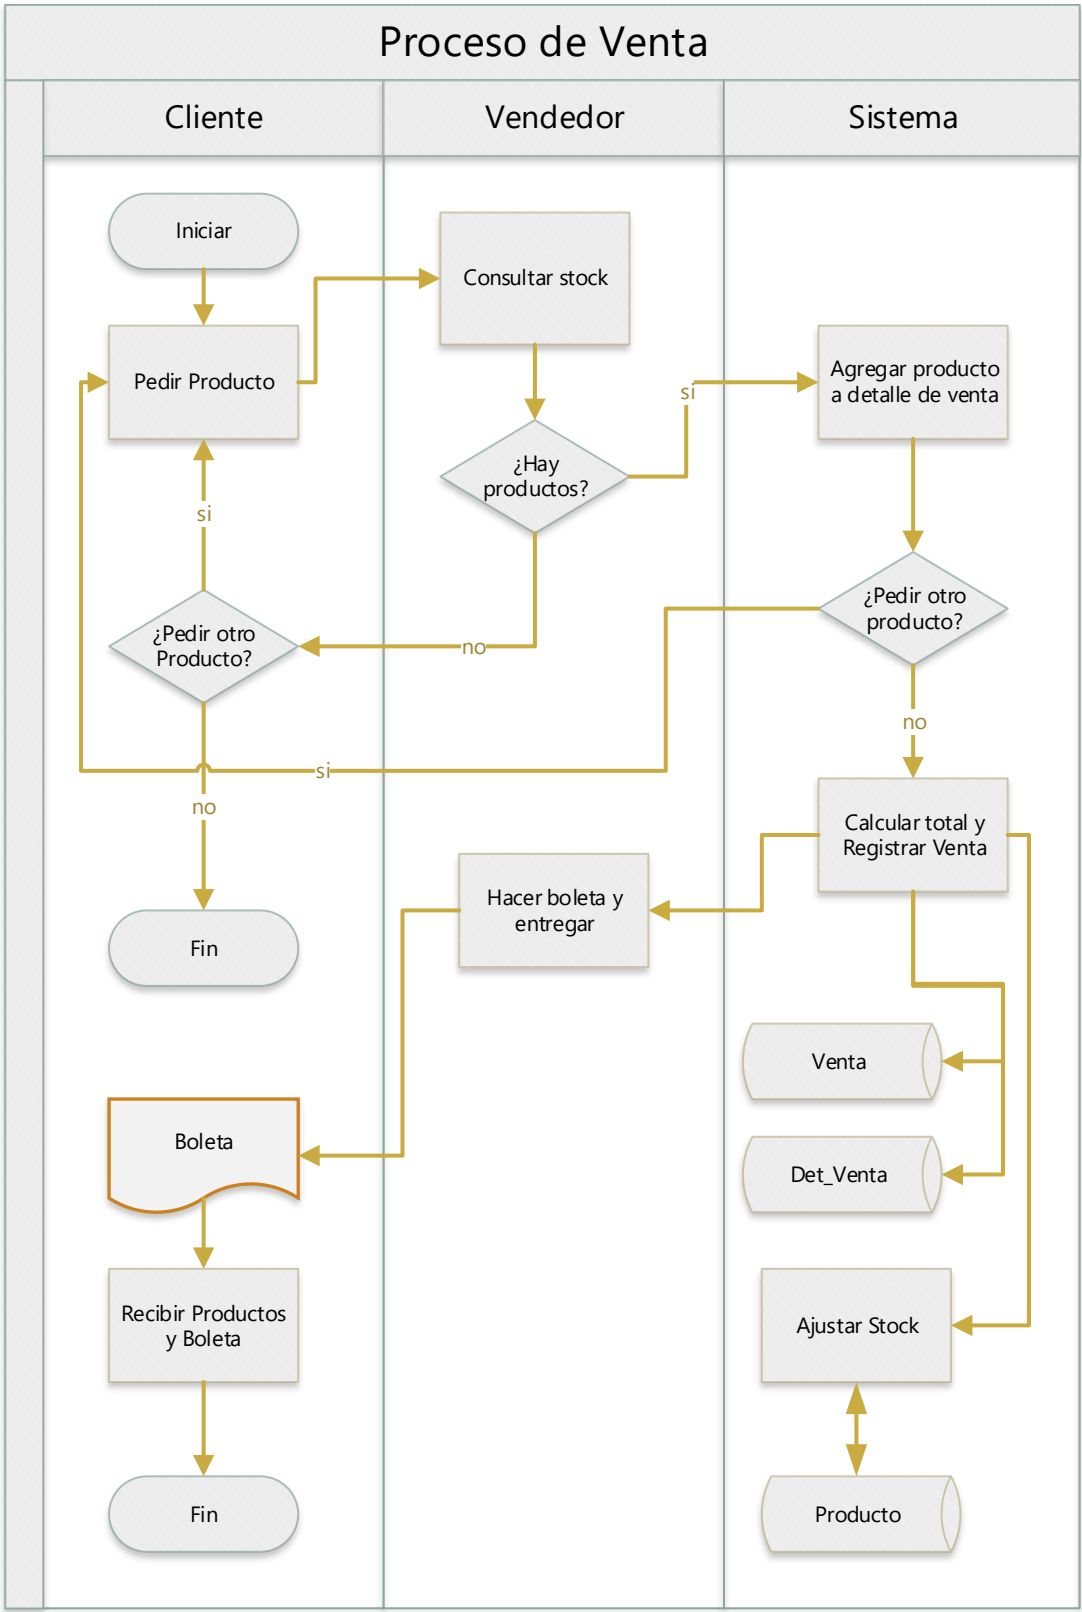 Proceso de Venta
Cliente
Vendedor
Sistema
Iniciar
Consultar stock
Pedir Producto
si
Agregar producto
a detalle de venta
¿Hay
productos?
si
¿Pedir otro
Producto?
no
¿Pedir otro
producto?
no
si
no
Calcular total y
Registrar Venta
Hacer boleta y
entregar
Fin
Venta
Boleta
Det_Venta
Recibir Productos
y Boleta
Ajustar Stock
Fin
Producto